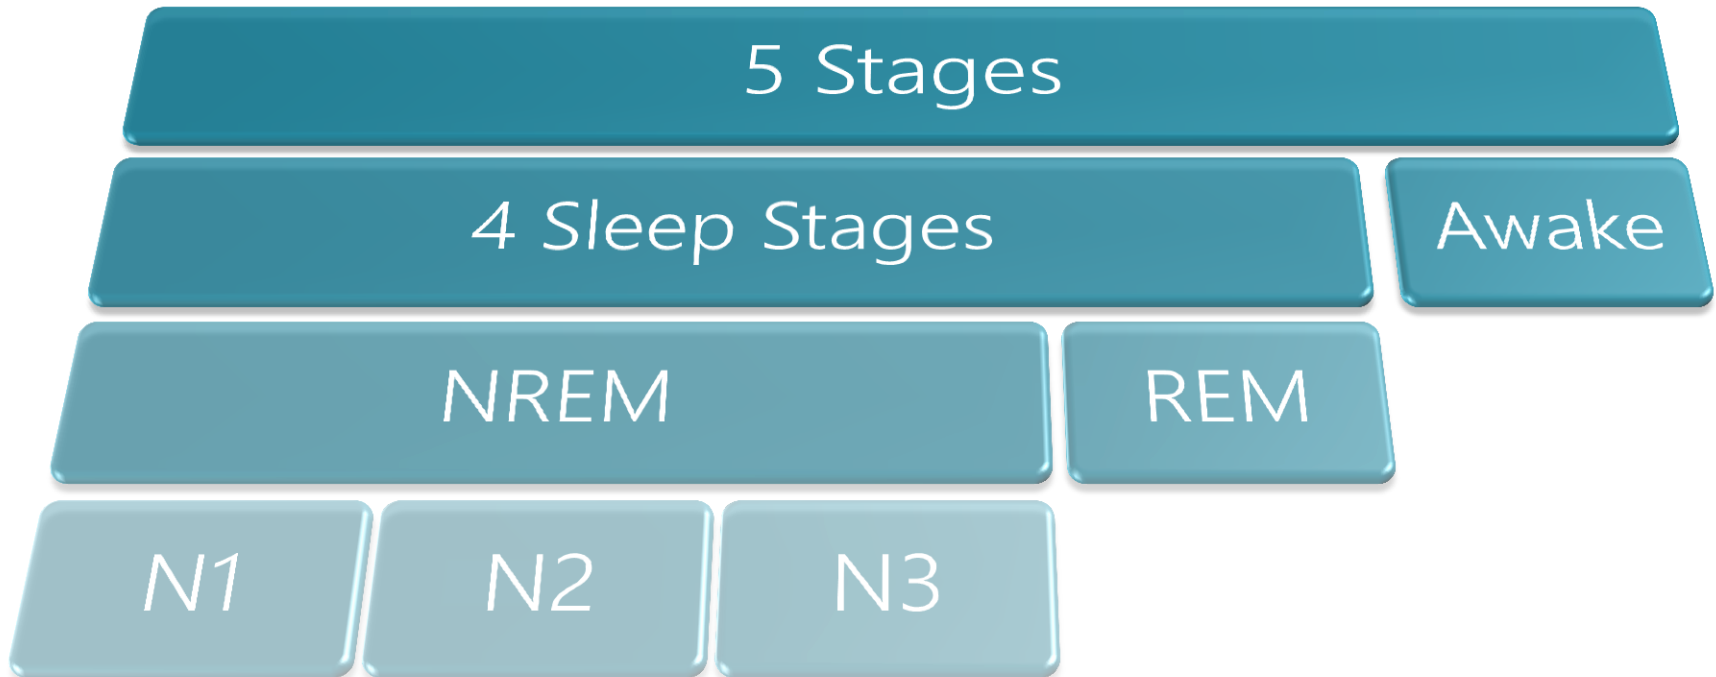 5 Stages
4 Sleep Stages
Awake
NREM
REM
N1
N2
N3